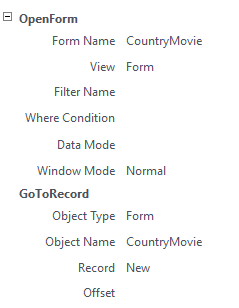 OpenForm
Form Name CountryMovie
View Form
Filter Name
Where Condition
Data Mode
Window Mode Normal
GoToRecord
Object Type Form
Object Name CountryMovie
Record New
Offset